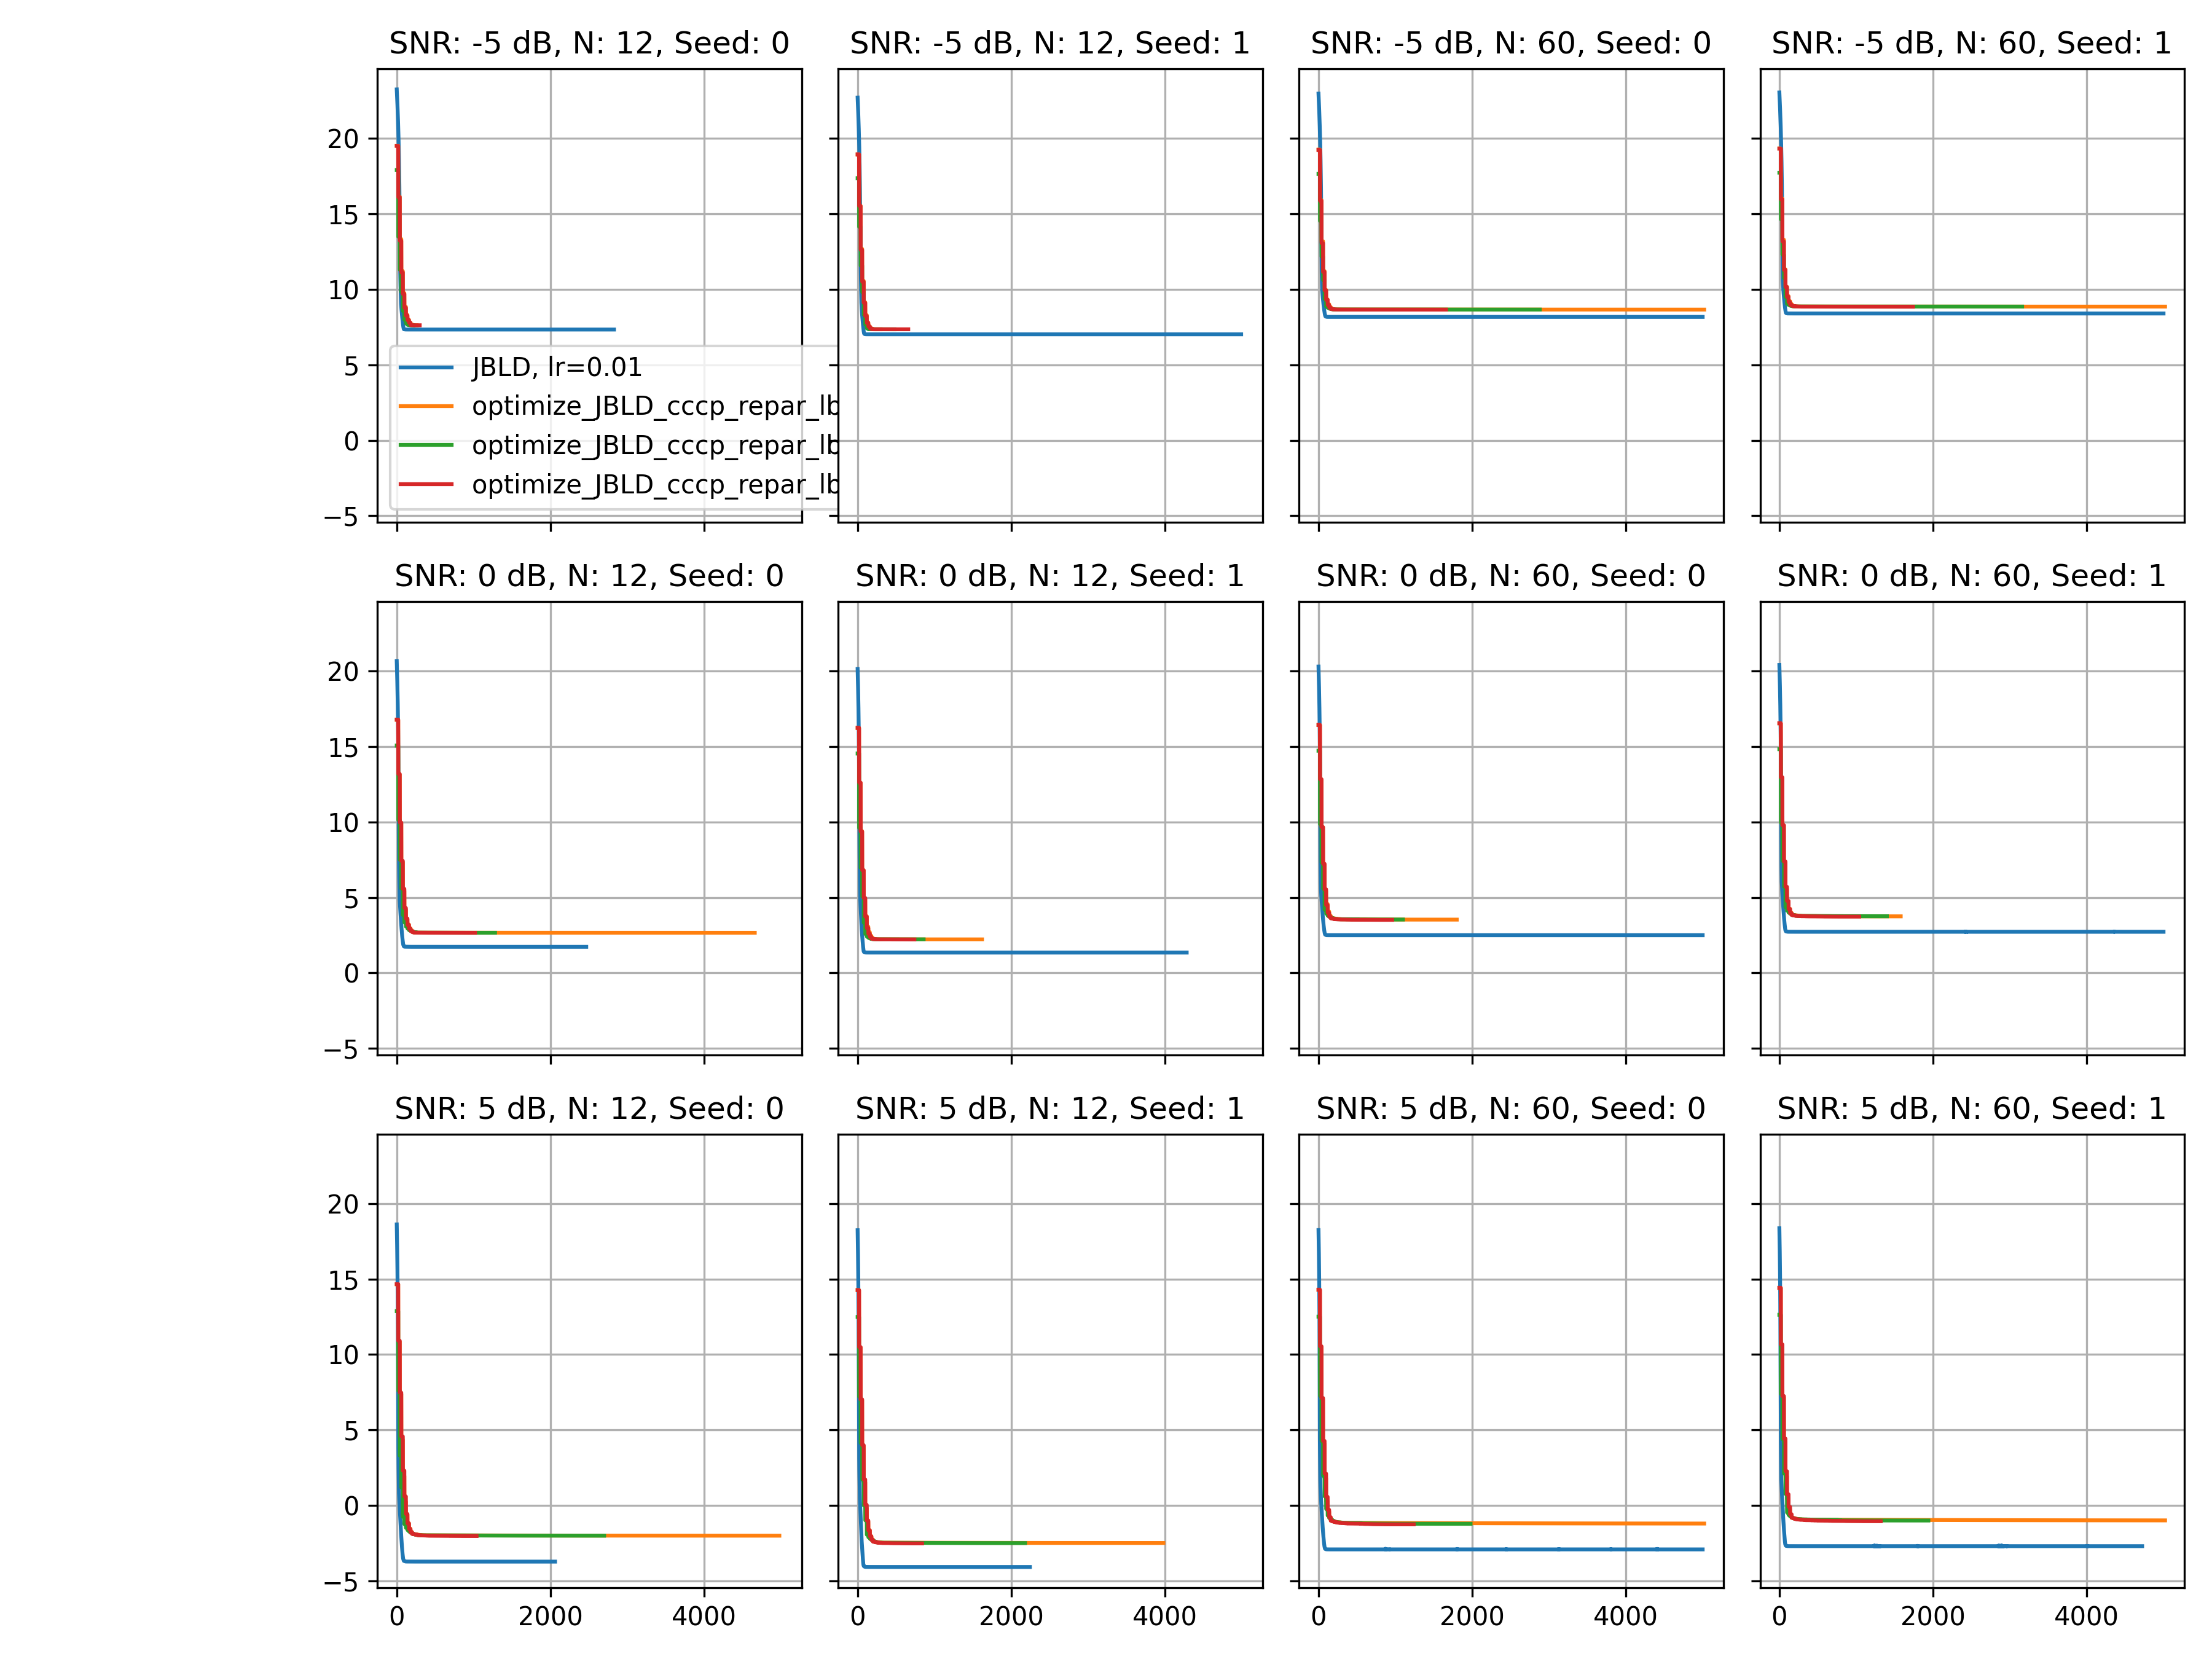 SNR: -5 dB, N: 12, Seed: 0
SNR: -5 dB, N: 12, Seed: 1
SNR: -5 dB, N: 60, Seed: 0
SNR: -5 dB, N: 60, Seed: 1
20
15
10
5
0
−5
JBLD, lr=0.01
optimize_JBLD_cccp_repar_lb
optimize_JBLD_cccp_repar_lb
optimize_JBLD_cccp_repar_lb
SNR: 0 dB, N: 12, Seed: 0
SNR: 0 dB, N: 12, Seed: 1
SNR: 0 dB, N: 60, Seed: 0
SNR: 0 dB, N: 60, Seed: 1
20
15
10
5
0
−5
SNR: 5 dB, N: 12, Seed: 0
SNR: 5 dB, N: 12, Seed: 1
SNR: 5 dB, N: 60, Seed: 0
SNR: 5 dB, N: 60, Seed: 1
20
15
10
5
0
−5
0 2000 4000
0 2000 4000
0 2000 4000
0 2000 4000